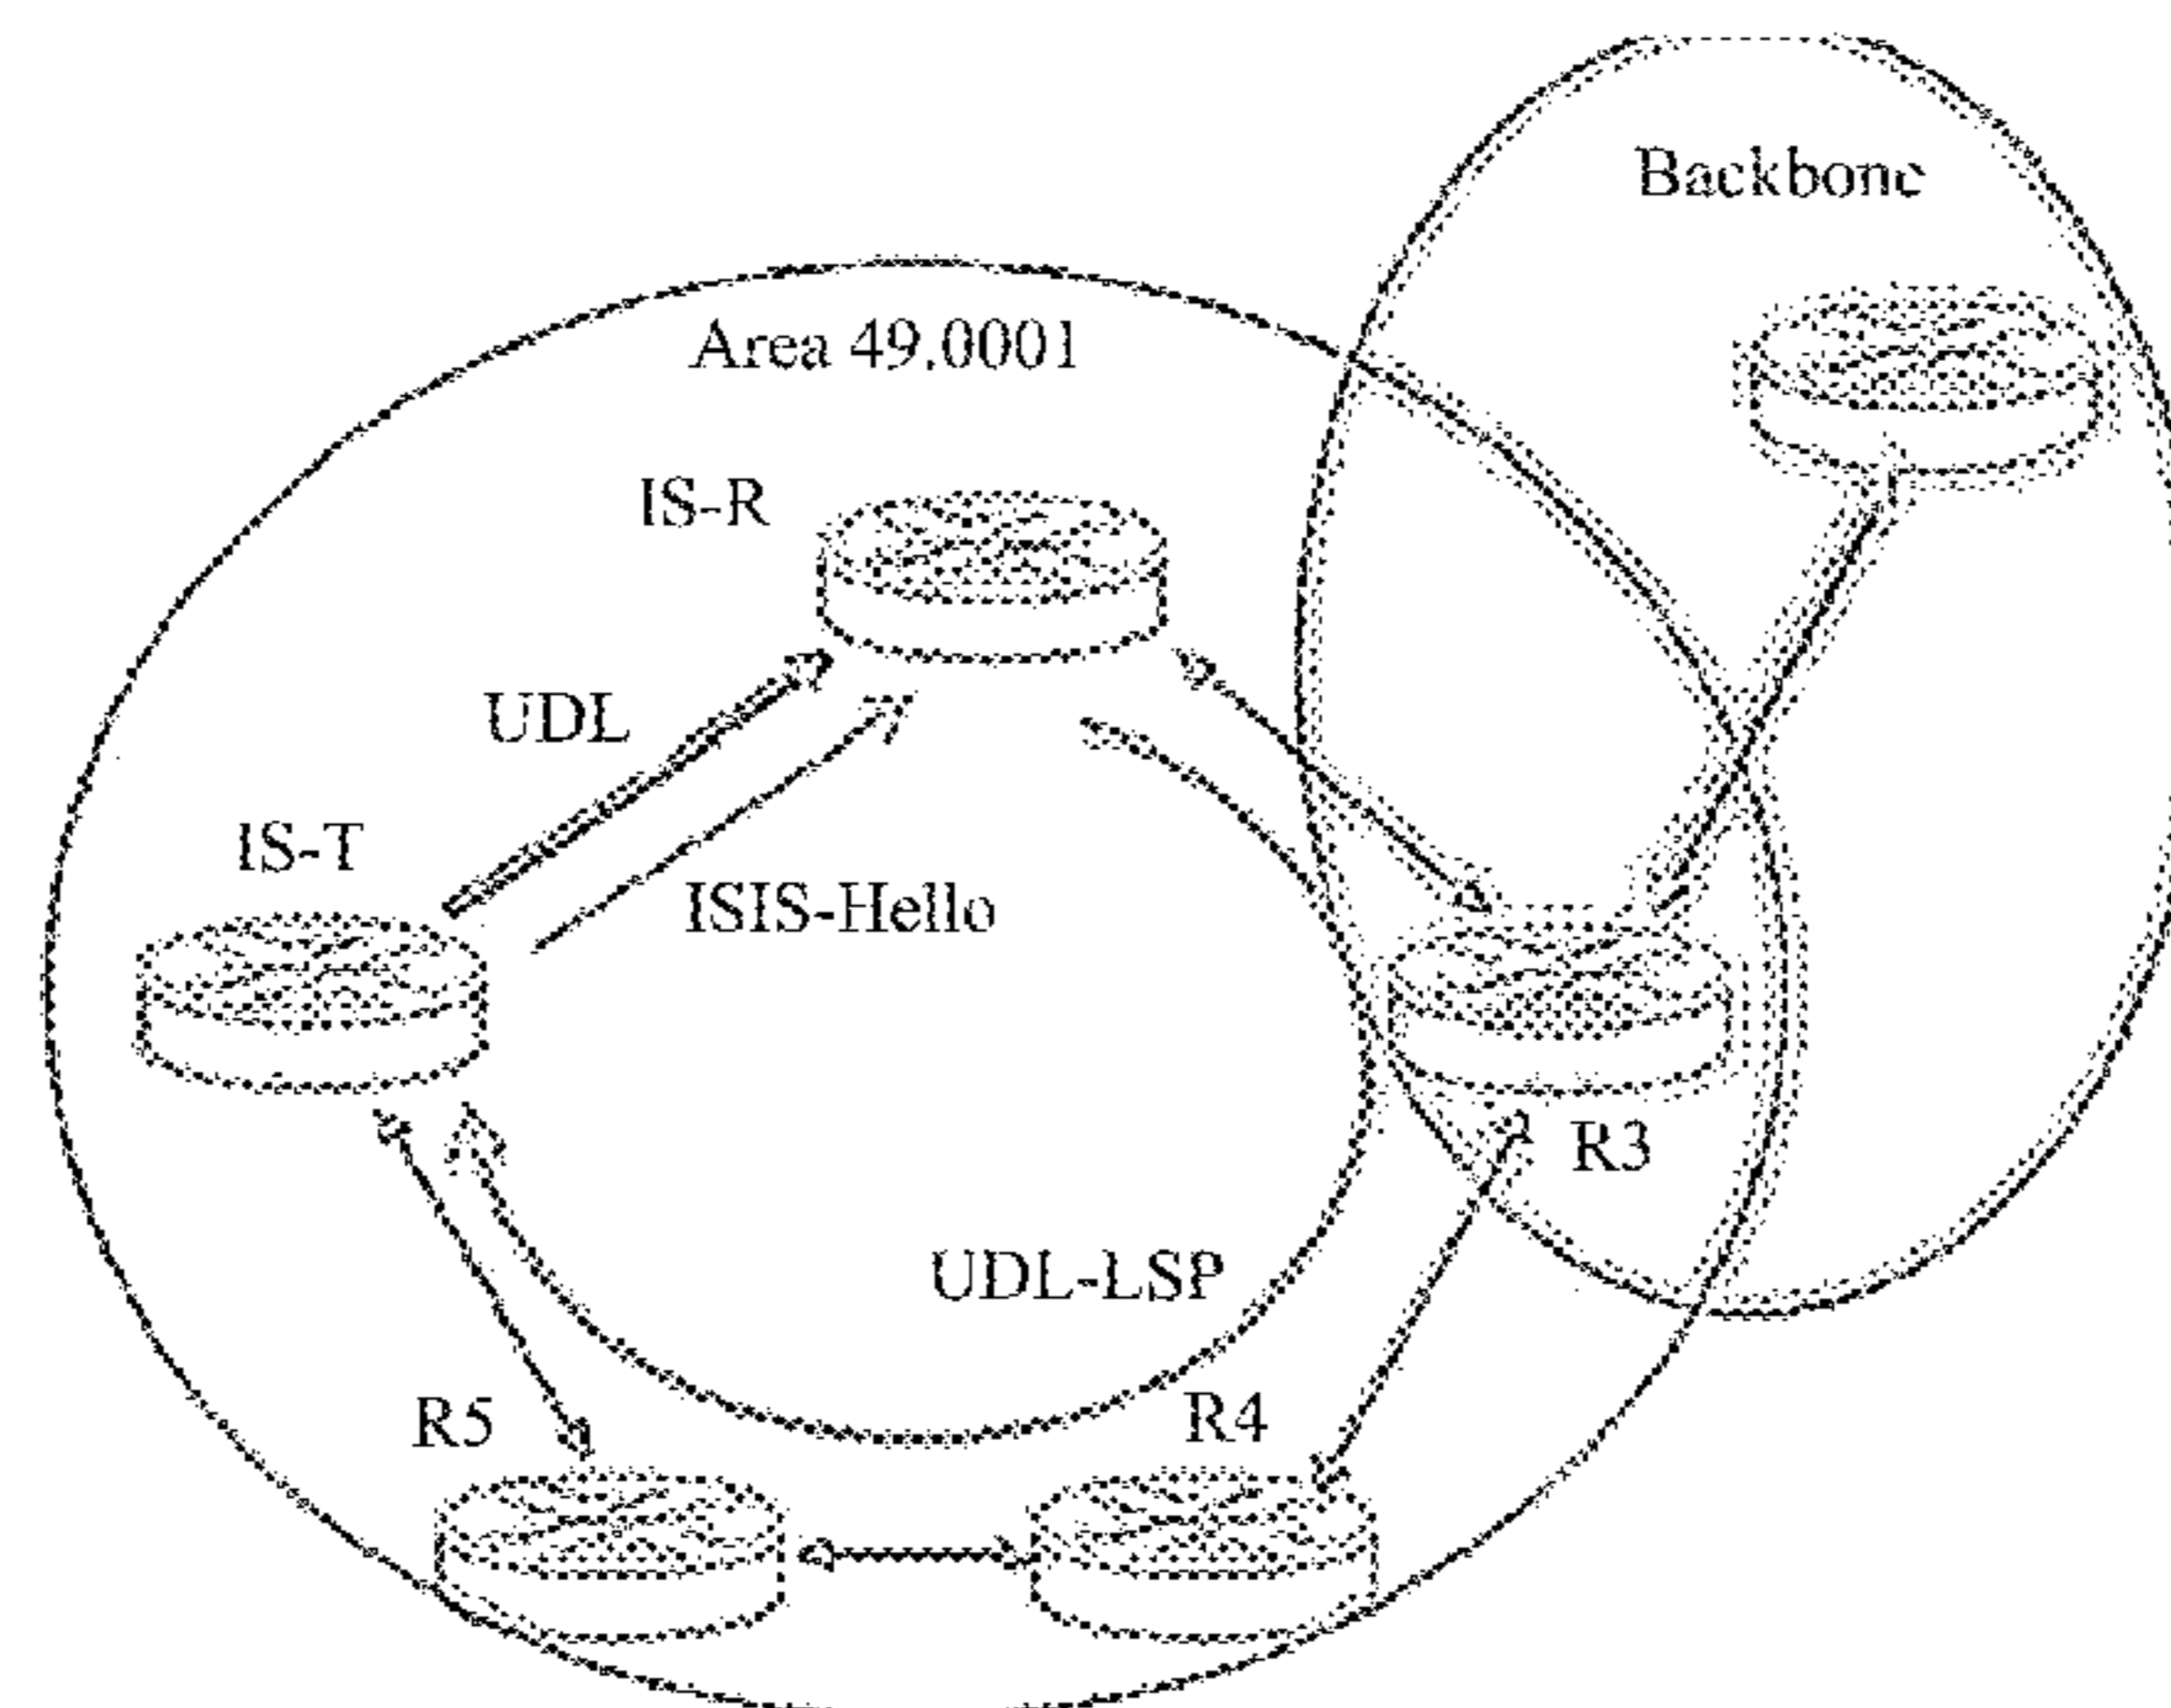 Backbone
Area 49.0001
IS-R
UDL
IS-T
ISIS-Hello
R3
UDL-LSP
R5
R4